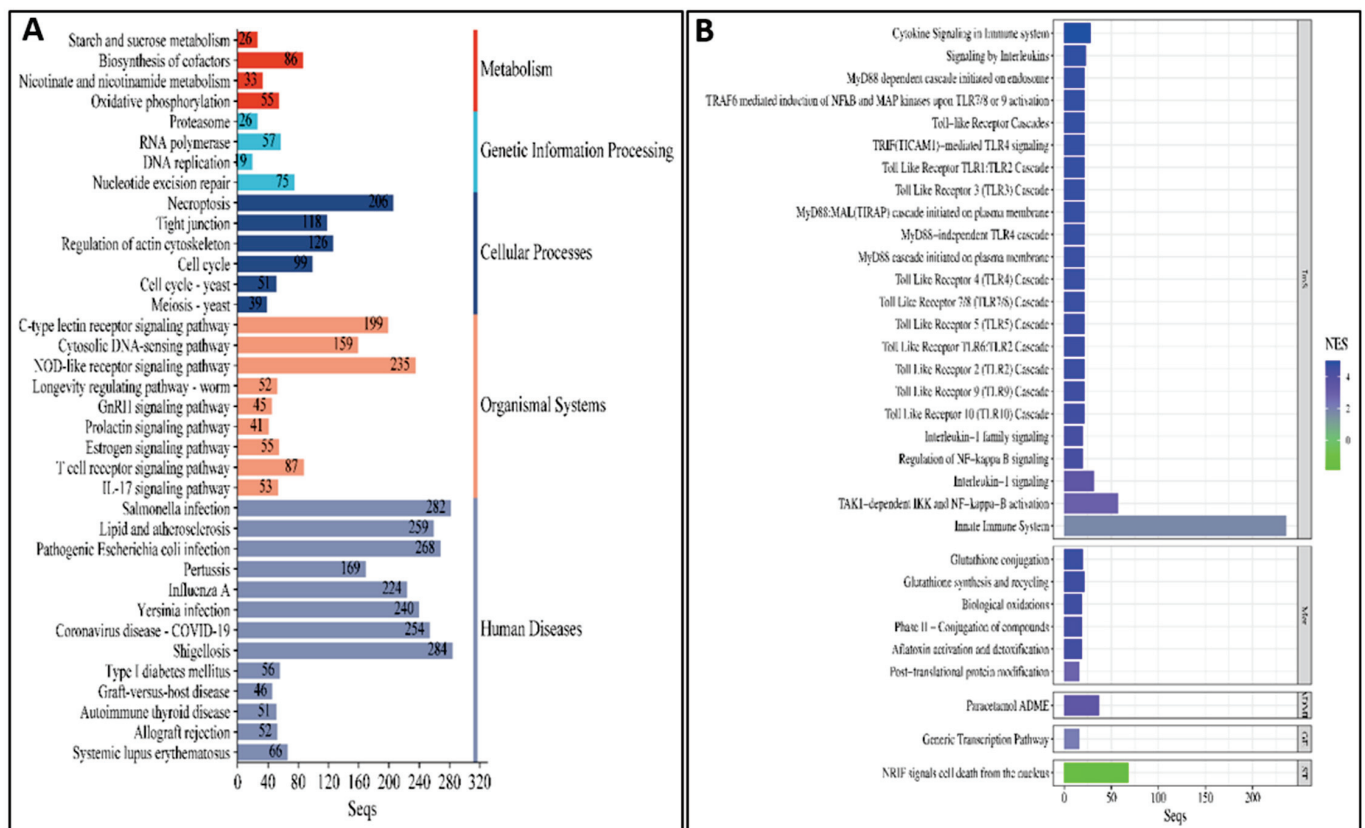 A
Starch and sucrose metabolism 26
Biosynthesis of cofactors 86
Nicotinate and nicotinamide metabolism 33
Oxidative phosphorylation 55
Proteasome 26
RNA polymerase 57
DNA replication 9
Nucleotide excision repair 75
Necroptosis 206
Tight junction 118
Regulation of actin cytoskeleton 126
Cell cycle 99
Cell cycle - yeast 51
Meiosis - yeast 39
C-type lectin receptor signaling pathway 199
Cytosolic DNA-sensing pathway 159
NOD-like receptor signaling pathway 235
Longevity regulating pathway - worm 52
GnRH signaling pathway 45
Prolactin signaling pathway 41
Estrogen signaling pathway 55
T cell receptor signaling pathway 87
IL-17 signaling pathway 53
Salmonella infection 282
Lipid and atherosclerosis 259
Pathogenic Escherichia coli infection 268
Pertussis 169
Influenza A 224
Yersinia infection 240
Coronavirus disease - COVID-19 254
Shigellosis 284
Type I diabetes mellitus 56
Graft-versus-host disease 46
Autoimmune thyroid disease 51
Allograft rejection 52
Systemic lupus erythematosus 66
0 40 80 120 160 200 240 280 320
Seqs
Metabolism
Genetic Information Processing
Cellular Processes
Organismal Systems
Human Diseases
B
Cytokine Signaling in Immune system
Signaling by Interleukins
MyD88 dependent cascade initiated on endosome
TRAF6 mediated induction of NFkB and MAP kinases upon TLR7/8 or 9 activation
Toll-like Receptor Cascades
TRIF(TICAM1)-mediated TLR4 signaling
Toll Like Receptor TLR1:TLR2 Cascade
Toll Like Receptor 3 (TLR3) Cascade
MyD88:MAL(TIRAP) cascade initiated on plasma membrane
MyD88-independent TLR4 cascade
MyD88 cascade initiated on plasma membrane
Toll Like Receptor 4 (TLR4) Cascade
Toll Like Receptor 7/8 (TLR7/8) Cascade
Toll Like Receptor 5 (TLR5) Cascade
Toll Like Receptor TLR6:TLR2 Cascade
Toll Like Receptor 2 (TLR2) Cascade
Toll Like Receptor 9 (TLR9) Cascade
Toll Like Receptor 10 (TLR10) Cascade
Interleukin-1 family signaling
Regulation of NF-kappa B signaling
Interleukin-1 signaling
TAK1-dependent IKK and NF-kappa-B activation
Innate Immune System
Glutathione conjugation
Glutathione synthesis and recycling
Biological oxidations
Phase II - Conjugation of compounds
Aflatoxin activation and detoxification
Post-translational protein modification
Paracetamol ADME
Generic Transcription Pathway
NRIF signals cell death from the nucleus
0 50 100 150 200
Seqs
NES
4
2
0